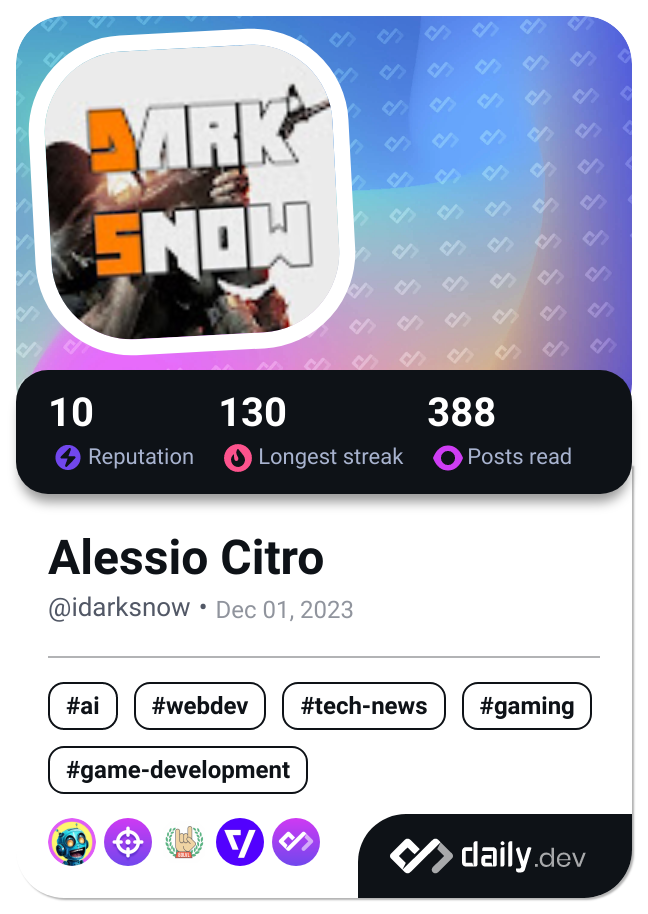 DARK
SNOW
10 130 388
Reputation Longest streak Posts read
Alessio Citro
@idarksnow • Dec 01, 2023
#ai #webdev #tech-news #gaming
#game-development
daily.dev